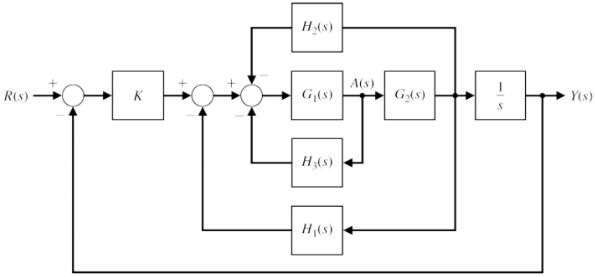 H₂(s)
R(s) + − K + − + − − G₁(s) A(s) G₂(s) 1/s Y(s)
H₃(s)
H₁(s)